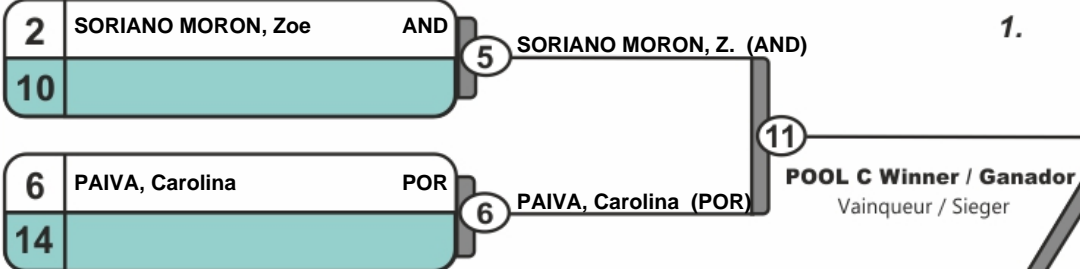 2 SORIANO MORON, Zoe AND
1.
SORIANO MORON, Z. (AND)
5
10
11
6 PAIVA, Carolina POR
POOL C Winner / Ganador
PAIVA, Carolina (POR)
Vainqueur / Sieger
6
14